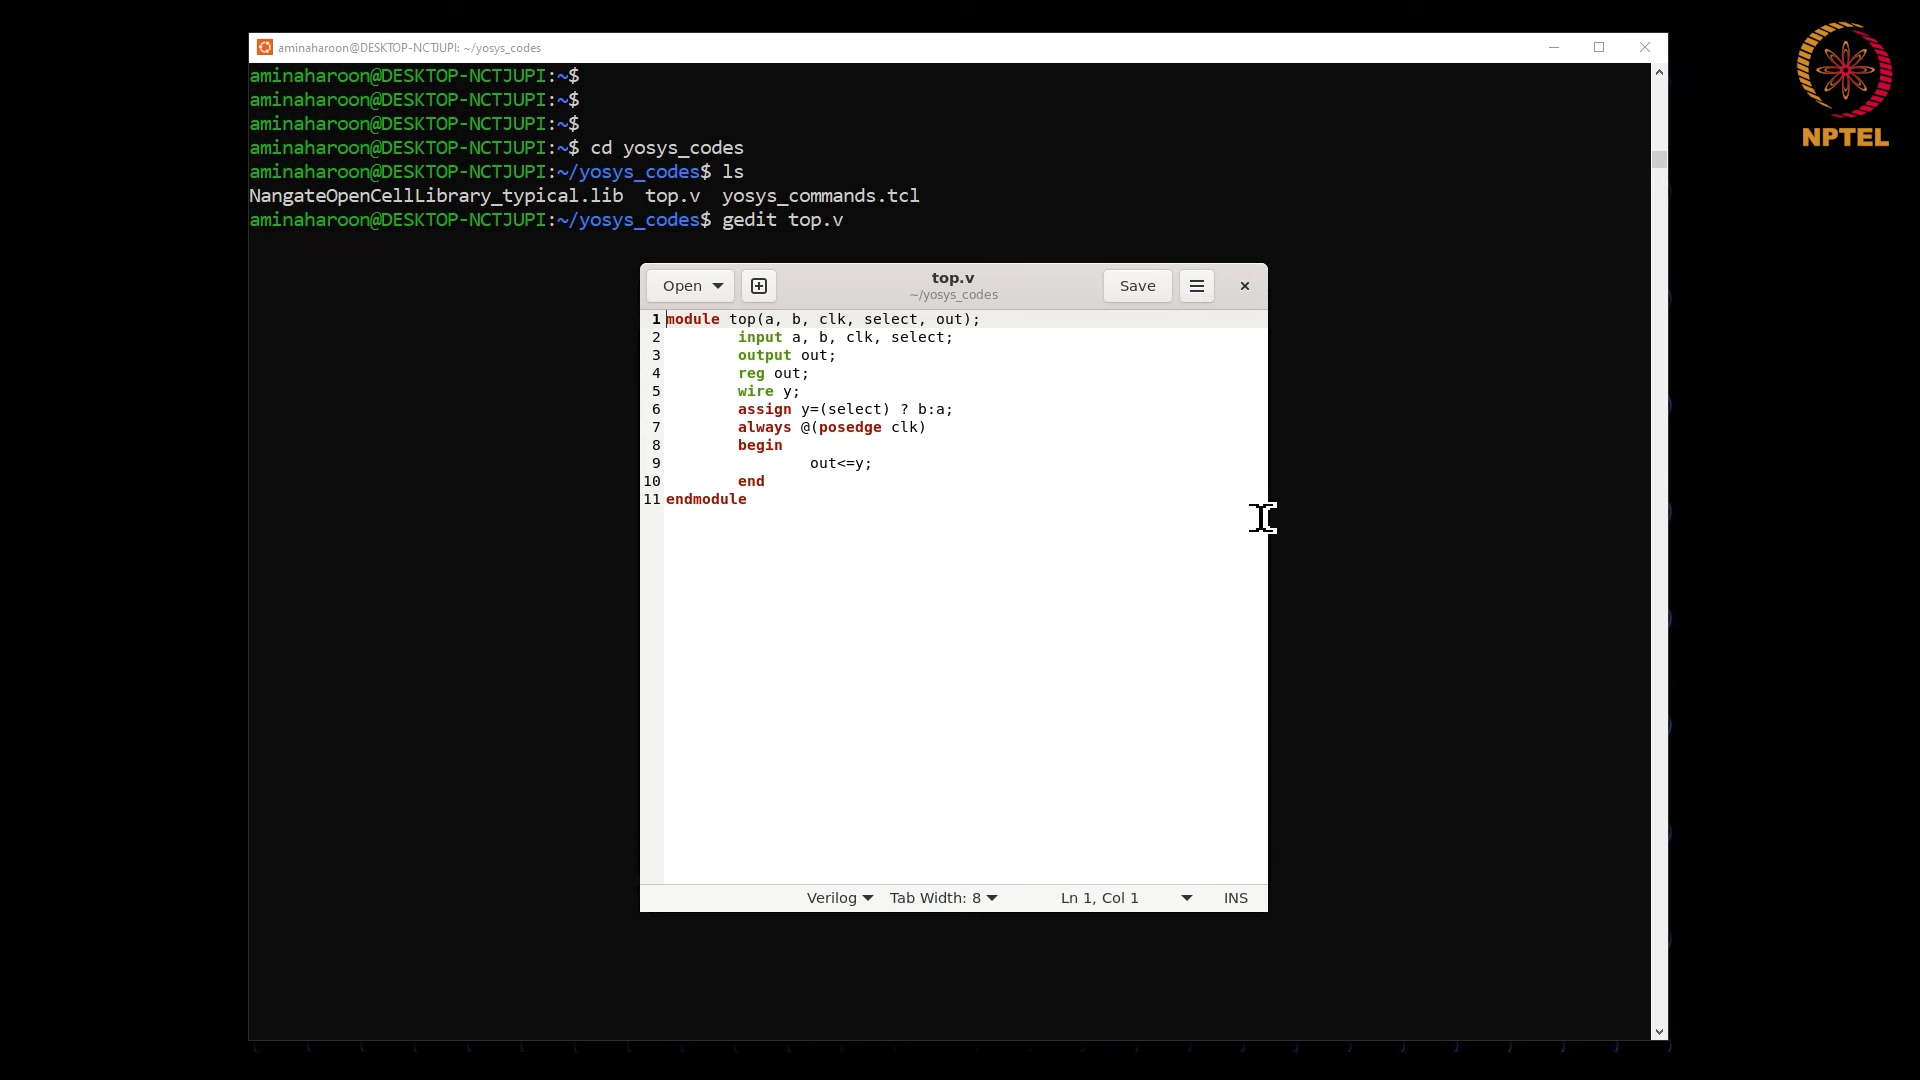 aminaharoon@DESKTOP-NCTJUPI: ~/yosys_codes
aminaharoon@DESKTOP-NCTJUPI:~$
aminaharoon@DESKTOP-NCTJUPI:~$
aminaharoon@DESKTOP-NCTJUPI:~$
aminaharoon@DESKTOP-NCTJUPI:~$ cd yosys_codes
aminaharoon@DESKTOP-NCTJUPI:~/yosys_codes$ ls
NangateOpenCellLibrary_typical.lib  top.v  yosys_commands.tcl
aminaharoon@DESKTOP-NCTJUPI:~/yosys_codes$ gedit top.v
NPTEL
Open
top.v
~/yosys_codes
Save
1 module top(a, b, clk, select, out);
2         input a, b, clk, select;
3         output out;
4         reg out;
5         wire y;
6         assign y=(select) ? b:a;
7         always @(posedge clk)
8         begin
9                 out<=y;
10         end
11 endmodule
Verilog  Tab Width: 8  Ln 1, Col 1  INS